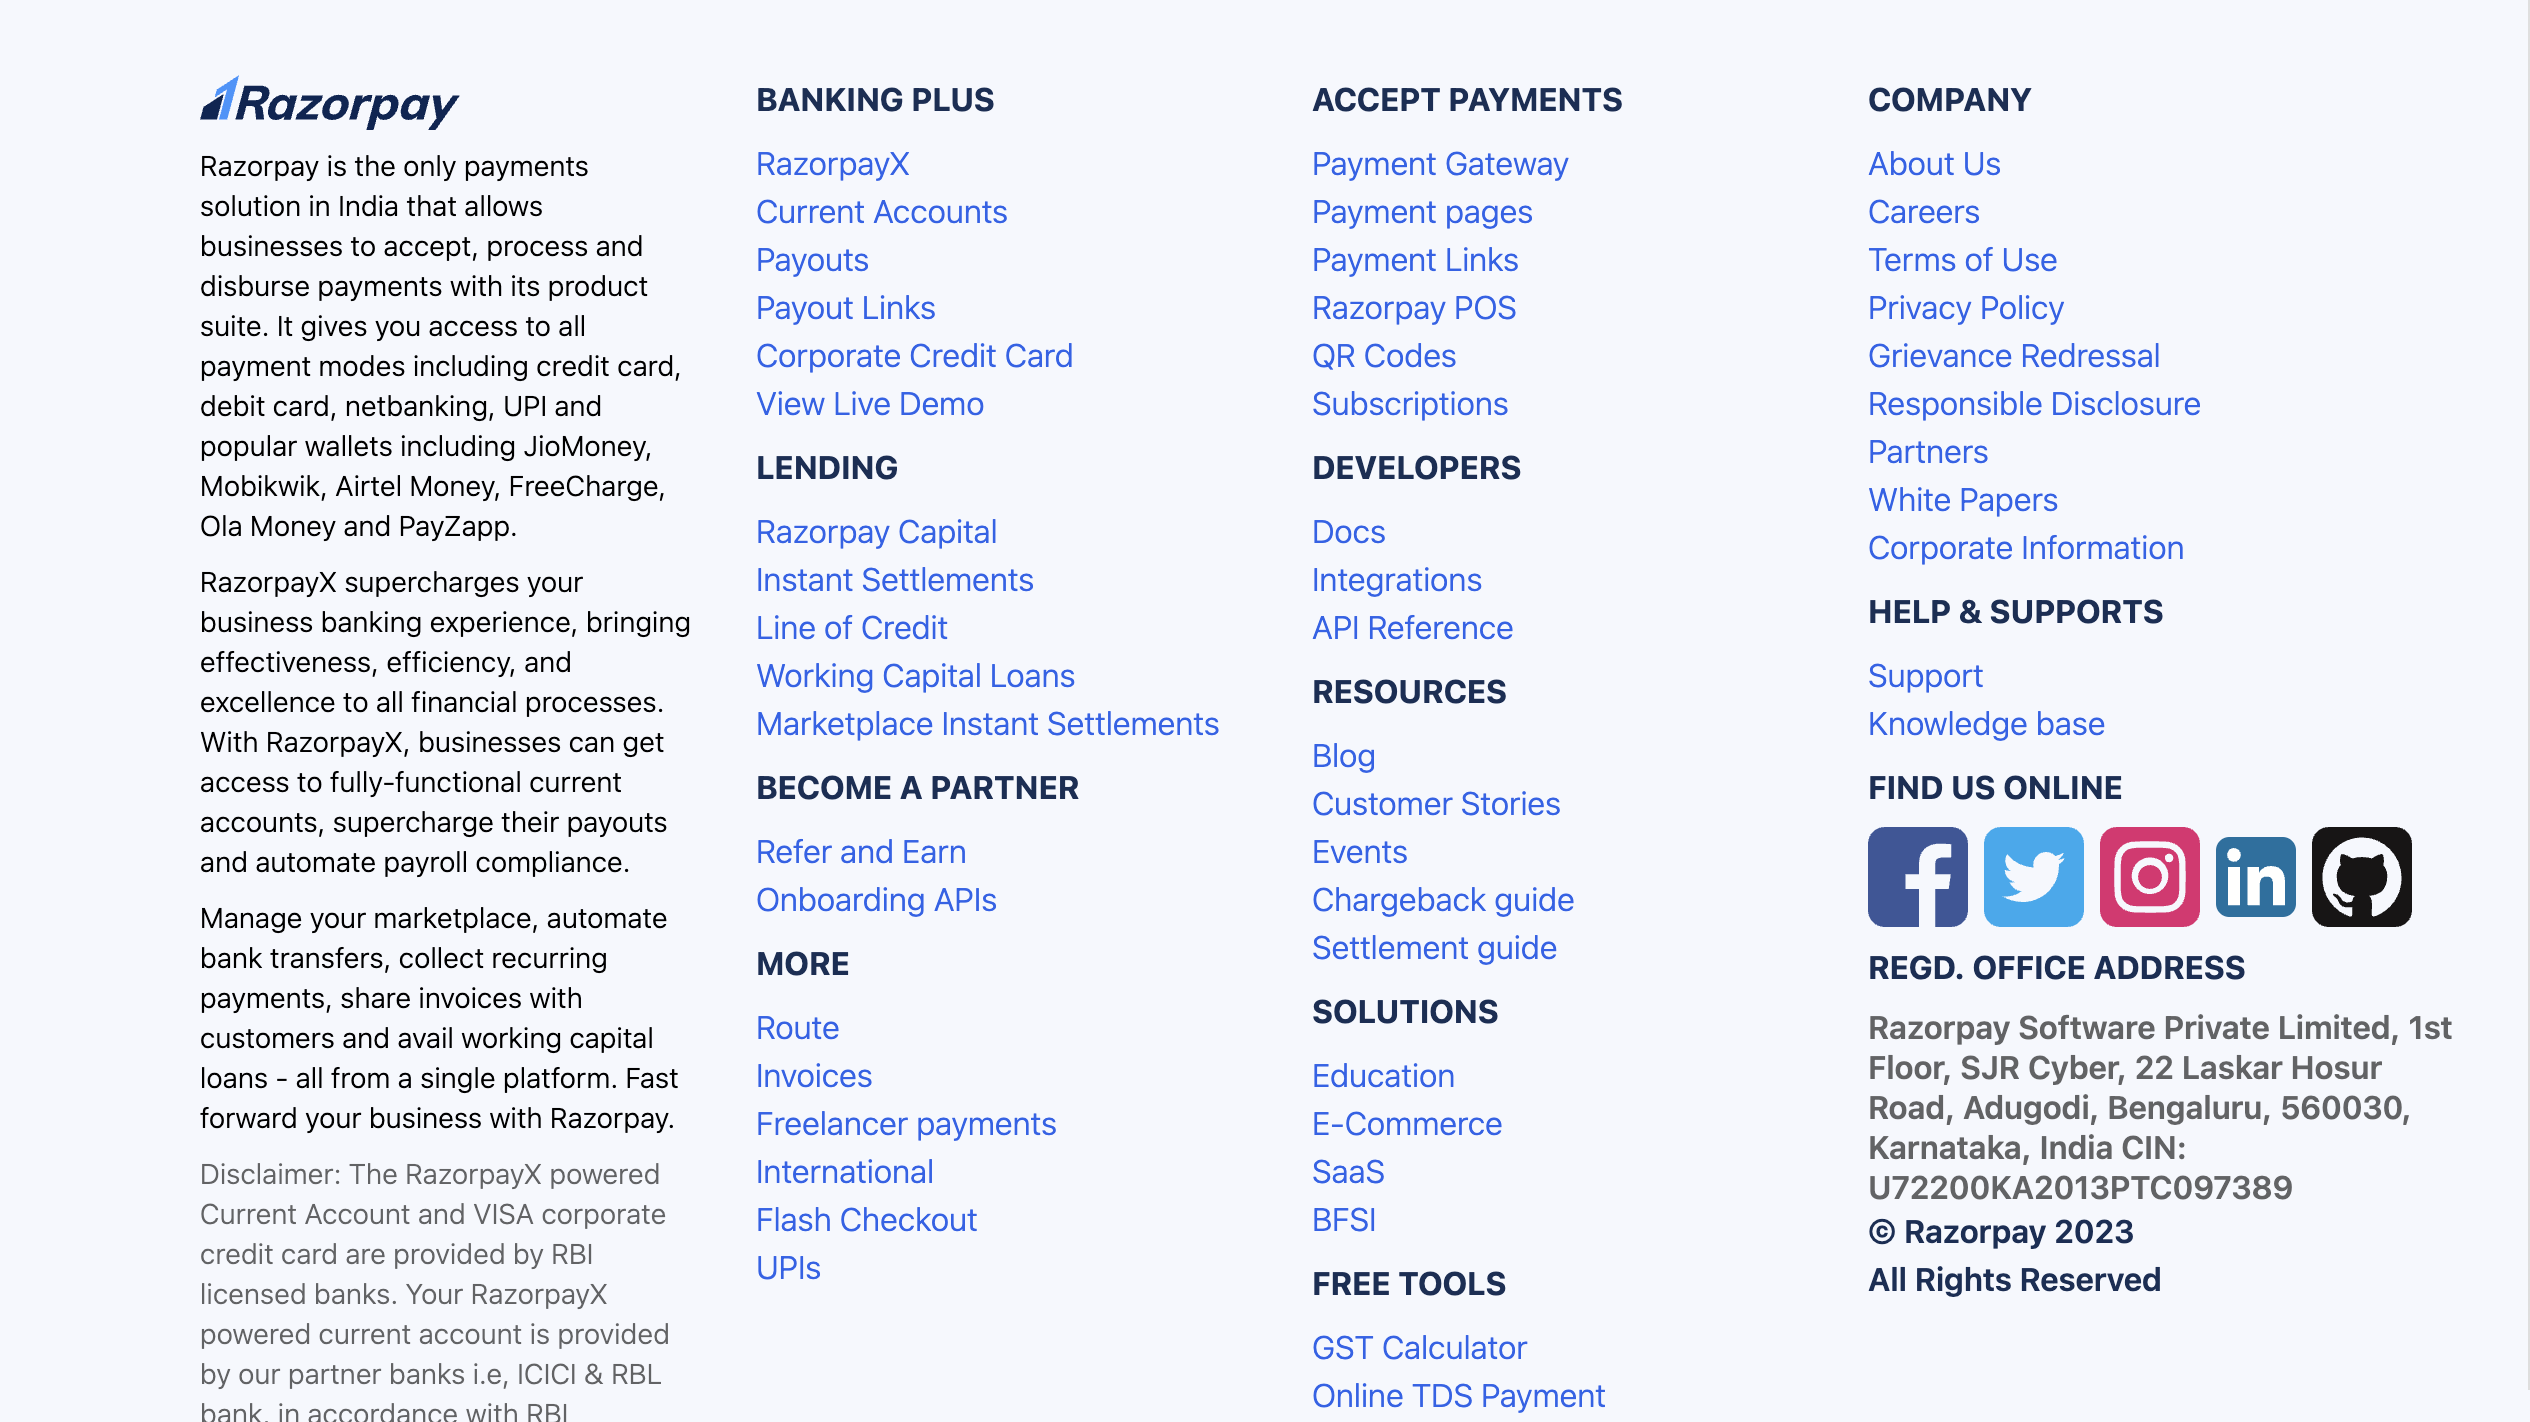 Razorpay
Razorpay is the only payments
solution in India that allows
businesses to accept, process and
disburse payments with its product
suite. It gives you access to all
payment modes including credit card,
debit card, netbanking, UPI and
popular wallets including JioMoney,
Mobikwik, Airtel Money, FreeCharge,
Ola Money and PayZapp.
RazorpayX supercharges your
business banking experience, bringing
effectiveness, efficiency, and
excellence to all financial processes.
With RazorpayX, businesses can get
access to fully-functional current
accounts, supercharge their payouts
and automate payroll compliance.
Manage your marketplace, automate
bank transfers, collect recurring
payments, share invoices with
customers and avail working capital
loans - all from a single platform. Fast
forward your business with Razorpay.
Disclaimer: The RazorpayX powered
Current Account and VISA corporate
credit card are provided by RBI
licensed banks. Your RazorpayX
powered current account is provided
by our partner banks i.e, ICICI & RBL
bank, in accordance with RBI
BANKING PLUS
RazorpayX
Current Accounts
Payouts
Payout Links
Corporate Credit Card
View Live Demo
LENDING
Razorpay Capital
Instant Settlements
Line of Credit
Working Capital Loans
Marketplace Instant Settlements
BECOME A PARTNER
Refer and Earn
Onboarding APIs
MORE
Route
Invoices
Freelancer payments
International
Flash Checkout
UPIs
ACCEPT PAYMENTS
Payment Gateway
Payment pages
Payment Links
Razorpay POS
QR Codes
Subscriptions
DEVELOPERS
Docs
Integrations
API Reference
RESOURCES
Blog
Customer Stories
Events
Chargeback guide
Settlement guide
SOLUTIONS
Education
E-Commerce
SaaS
BFSI
FREE TOOLS
GST Calculator
Online TDS Payment
COMPANY
About Us
Careers
Terms of Use
Privacy Policy
Grievance Redressal
Responsible Disclosure
Partners
White Papers
Corporate Information
HELP & SUPPORTS
Support
Knowledge base
FIND US ONLINE
REGD. OFFICE ADDRESS
Razorpay Software Private Limited, 1st
Floor, SJR Cyber, 22 Laskar Hosur
Road, Adugodi, Bengaluru, 560030,
Karnataka, India CIN:
U72200KA2013PTC097389
© Razorpay 2023
All Rights Reserved